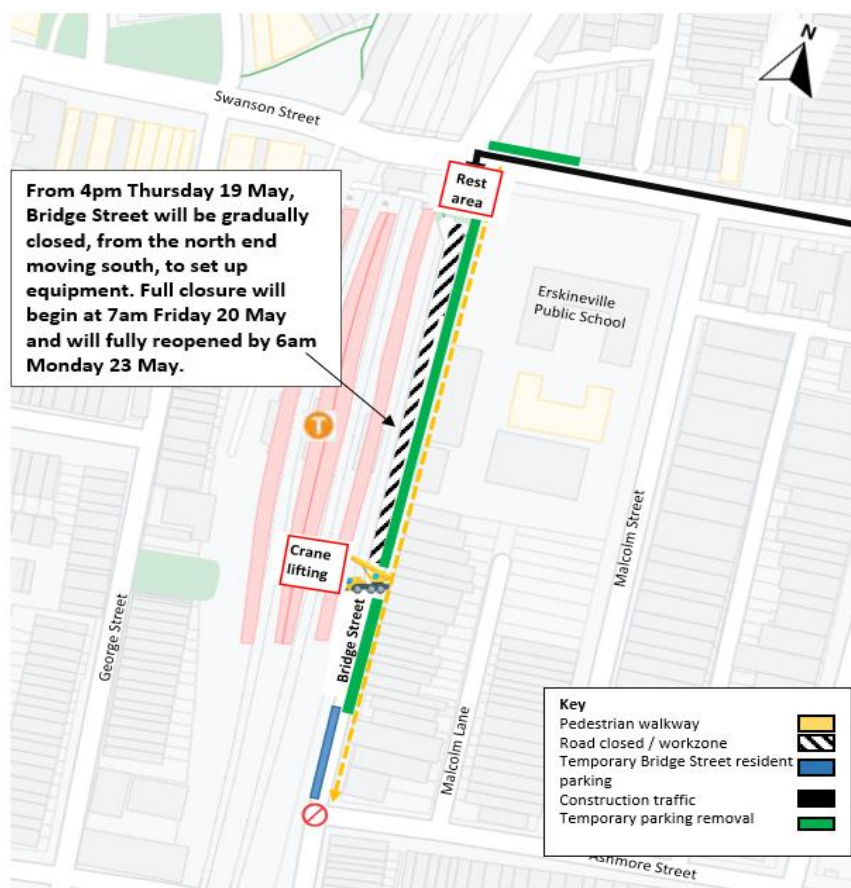 N
Swanson Street
From 4pm Thursday 19 May,
Bridge Street will be gradually
closed, from the north end
moving south, to set up
equipment. Full closure will
begin at 7am Friday 20 May
and will fully reopened by 6am
Monday 23 May.
Rest
area
Erskineville
Public School
T
Crane
lifting
Bridge Street
George Street
Malcolm Street
Malcolm Lane
Key
Pedestrian walkway
Road closed / workzone
Temporary Bridge Street resident
parking
Construction traffic
Temporary parking removal
Ashmore Street